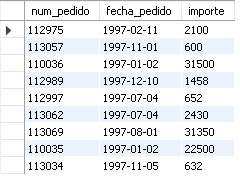 num_pedido fecha_pedido importe
112975 1997-02-11 2100
113057 1997-11-01 600
110036 1997-01-02 31500
112989 1997-12-10 1458
112997 1997-07-04 652
113062 1997-07-04 2430
113069 1997-08-01 31350
110035 1997-01-02 22500
113034 1997-11-05 632